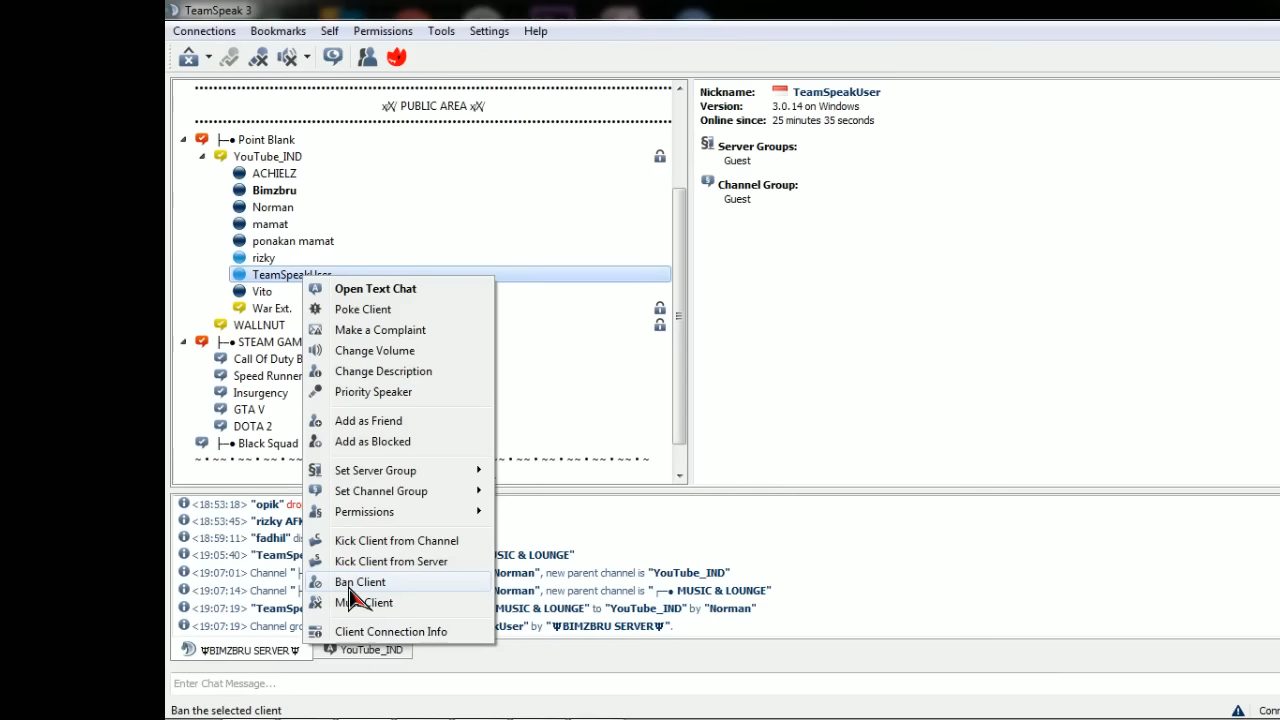 TeamSpeak 3
Connections Bookmarks Self Permissions Tools Settings Help
xX/ PUBLIC AREA xX/
├─● Point Blank
YouTube_IND
ACHIELZ
Bimzbru
Norman
mamat
ponakan mamat
rizky
TeamSpeakUser
Vito
War Ext.
WALLNUT
├─● STEAM GAM
Call Of Duty B
Speed Runner
Insurgency
GTA V
DOTA 2
├─● Black Squad
~•~~•~~•~~•~~•~~•~~•~~•~
Nickname: TeamSpeakUser
Version: 3.0.14 on Windows
Online since: 25 minutes 35 seconds
Server Groups:
Guest
Channel Group:
Guest
Open Text Chat
Poke Client
Make a Complaint
Change Volume
Change Description
Priority Speaker
Add as Friend
Add as Blocked
Set Server Group
Set Channel Group
Permissions
Kick Client from Channel
Kick Client from Server
Ban Client
Mute Client
Client Connection Info
<18:53:18> "opik" dro
<18:53:45> "rizky AFK
<18:59:11> "fadhil" dis
<19:05:40> "TeamSpe SIC & LOUNGE"
<19:07:01> Channel "├ Norman", new parent channel is "YouTube_IND"
<19:07:14> Channel "├ Norman", new parent channel is "┌─● MUSIC & LOUNGE"
<19:07:19> "TeamSpe MUSIC & LOUNGE" to "YouTube_IND" by "Norman"
<19:07:19> Channel gro kUser" by "ΨBIMZBRU SERVERΨ".
ΨBIMZBRU SERVERΨ YouTube_IND
Enter Chat Message...
Ban the selected client Conn